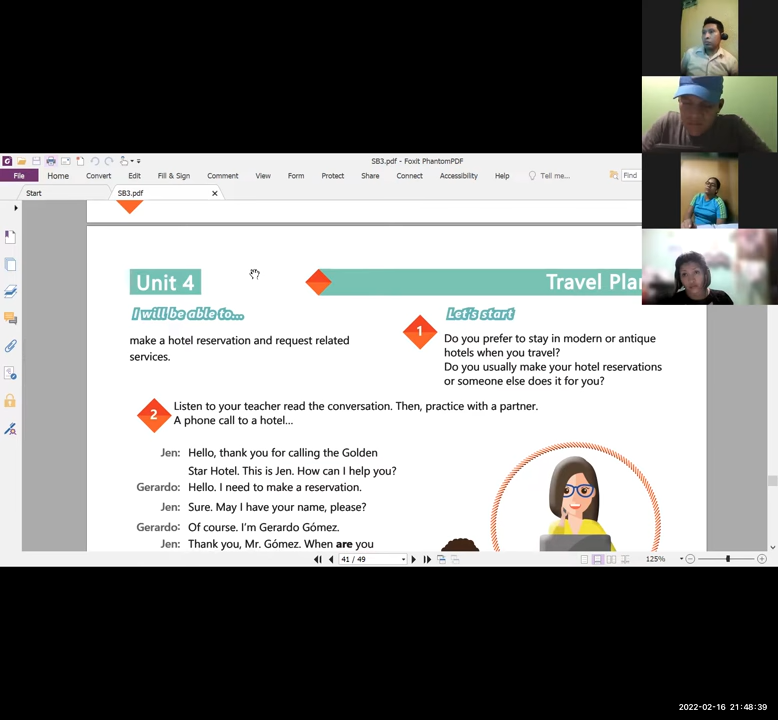 SB3.pdf - Foxit PhantomPDF
File Home Convert Edit Fill & Sign Comment View Form Protect Share Connect Accessibility Help Tell me... Find
Start SB3.pdf
Unit 4
Travel Plan
I will be able to...
Let's start
make a hotel reservation and request related
services.
1
Do you prefer to stay in modern or antique
hotels when you travel?
Do you usually make your hotel reservations
or someone else does it for you?
2
Listen to your teacher read the conversation. Then, practice with a partner.
A phone call to a hotel...
Jen: Hello, thank you for calling the Golden
Star Hotel. This is Jen. How can I help you?
Gerardo: Hello. I need to make a reservation.
Jen: Sure. May I have your name, please?
Gerardo: Of course. I'm Gerardo Gómez.
Jen: Thank you, Mr. Gómez. When are you
41 / 49
125%
2022-02-16 21:48:39